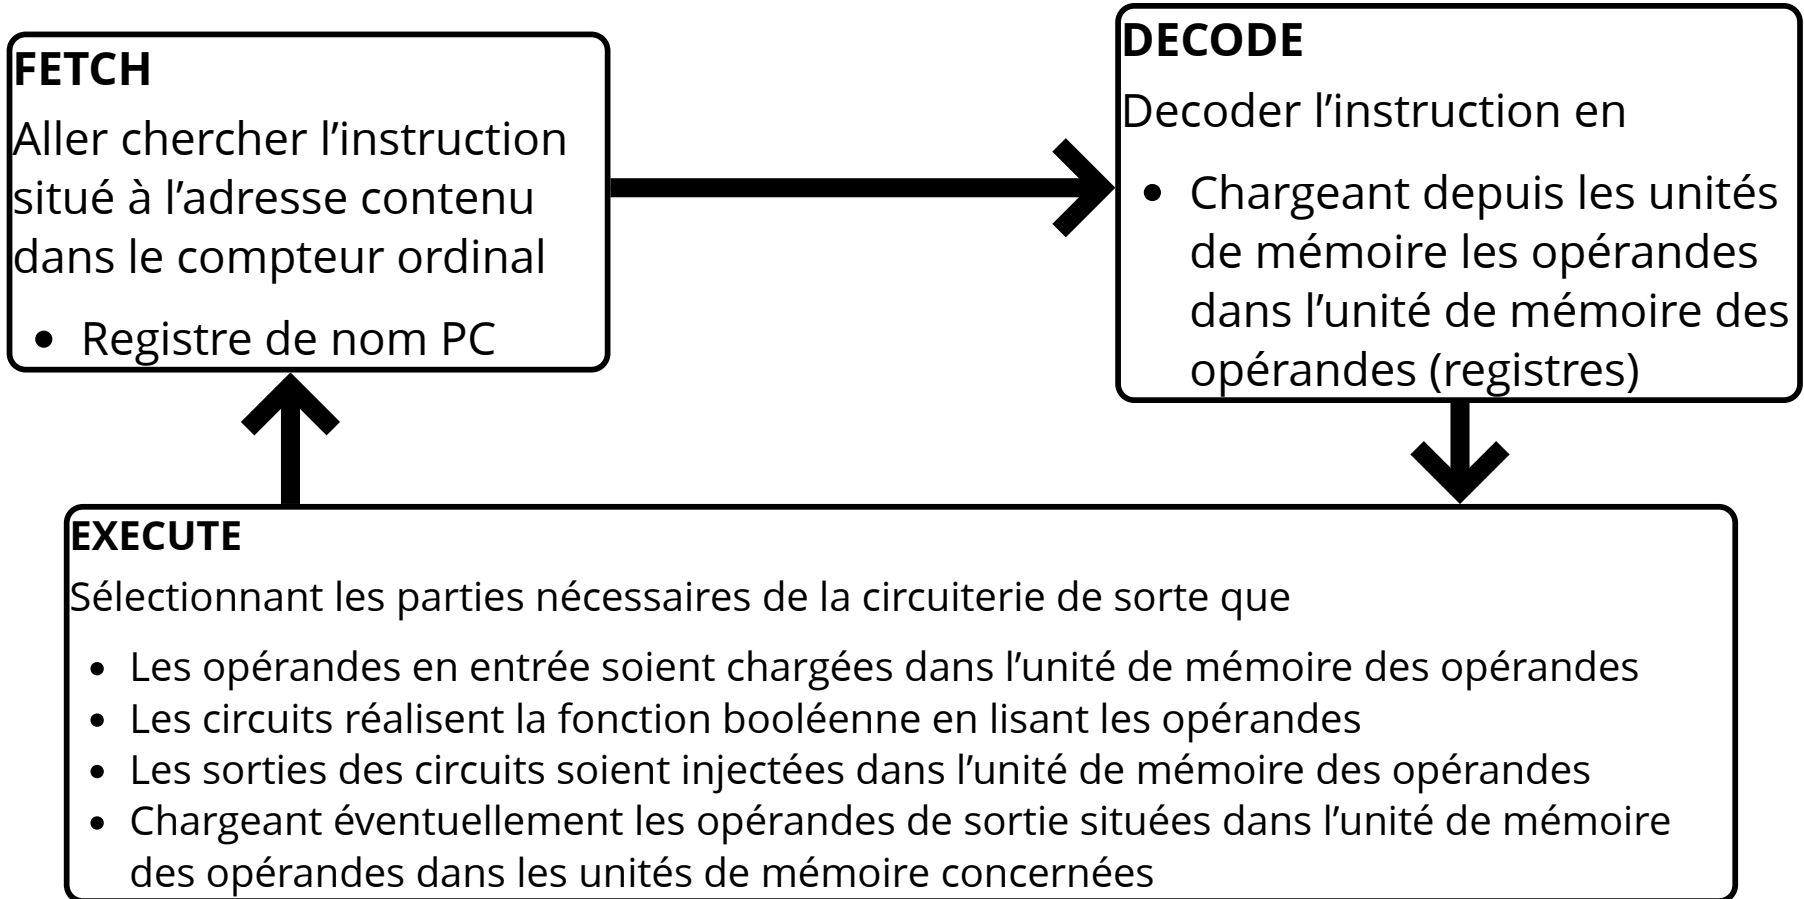 FETCH
Aller chercher l’instruction
situé à l’adresse contenu
dans le compteur ordinal
• Registre de nom PC
DECODE
Decoder l’instruction en
• Chargeant depuis les unités
de mémoire les opérandes
dans l’unité de mémoire des
opérandes (registres)
EXECUTE
Sélectionnant les parties nécessaires de la circuiterie de sorte que
• Les opérandes en entrée soient chargées dans l’unité de mémoire des opérandes
• Les circuits réalisent la fonction booléenne en lisant les opérandes
• Les sorties des circuits soient injectées dans l’unité de mémoire des opérandes
• Chargeant éventuellement les opérandes de sortie situées dans l’unité de mémoire
des opérandes dans les unités de mémoire concernées